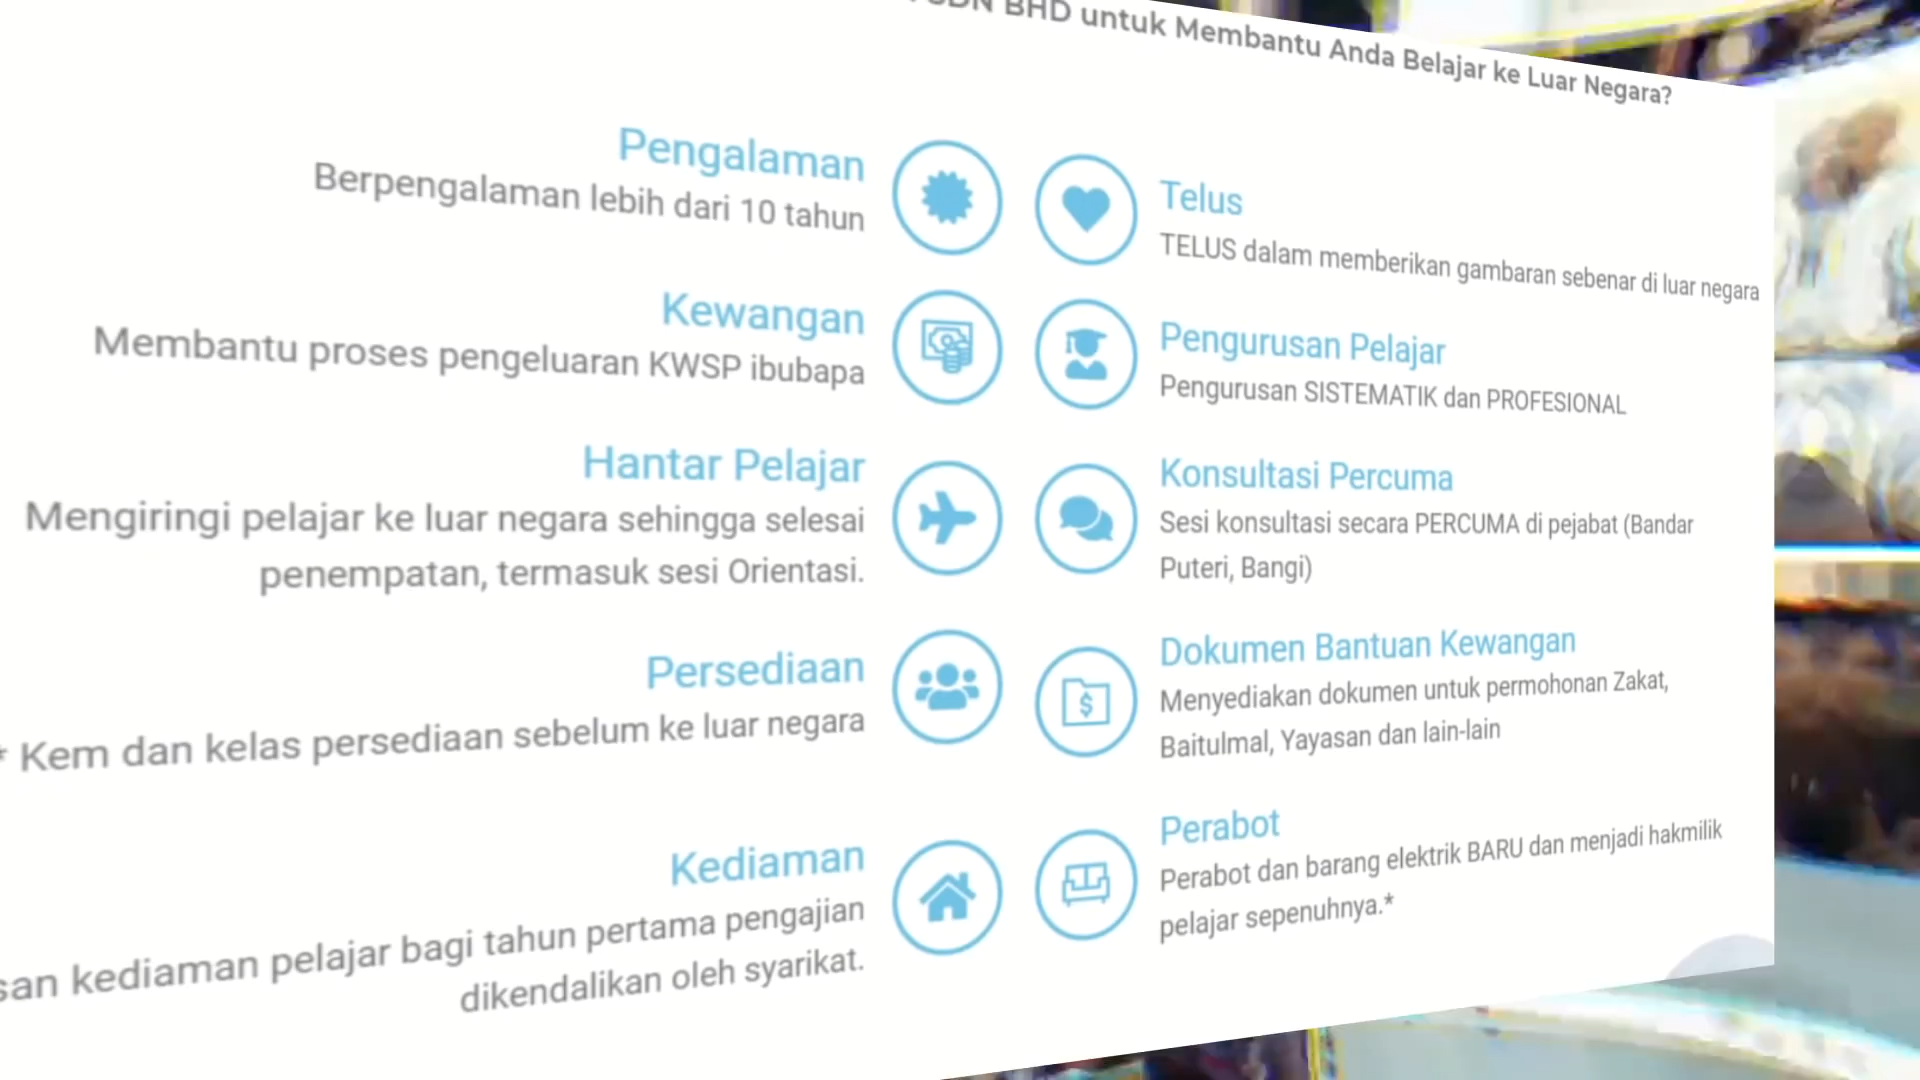 SDN BHD untuk Membantu Anda Belajar ke Luar Negara?
Pengalaman
Berpengalaman lebih dari 10 tahun
Kewangan
Membantu proses pengeluaran KWSP ibubapa
Hantar Pelajar
Mengiringi pelajar ke luar negara sehingga selesai
penempatan, termasuk sesi Orientasi.
Persediaan
* Kem dan kelas persediaan sebelum ke luar negara
Kediaman
kediaman pelajar bagi tahun pertama pengajian
dikendalikan oleh syarikat.
Telus
TELUS dalam memberikan gambaran sebenar di luar negara
Pengurusan Pelajar
Pengurusan SISTEMATIK dan PROFESIONAL
Konsultasi Percuma
Sesi konsultasi secara PERCUMA di pejabat (Bandar
Puteri, Bangi)
Dokumen Bantuan Kewangan
Menyediakan dokumen untuk permohonan Zakat,
Baitulmal, Yayasan dan lain-lain
Perabot
Perabot dan barang elektrik BARU dan menjadi hakmilik
pelajar sepenuhnya.*